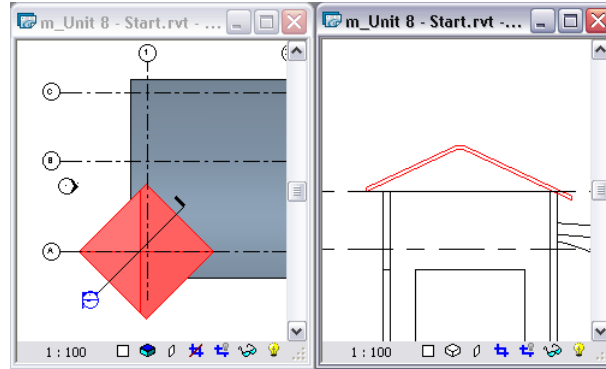 m_Unit 8 - Start.rvt - ...
1
C
B
A
1 : 100
m_Unit 8 - Start.rvt -...
1 : 100